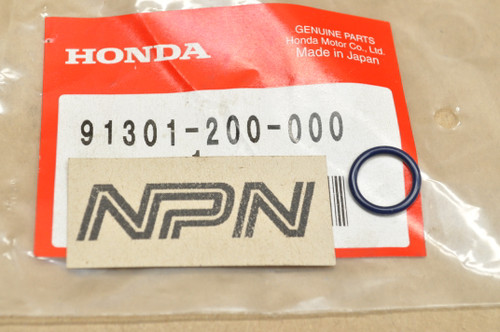 HONDA
GENUINE PARTS
Honda Motor Co., Ltd.
Made in Japan
91301-200-000
NPN